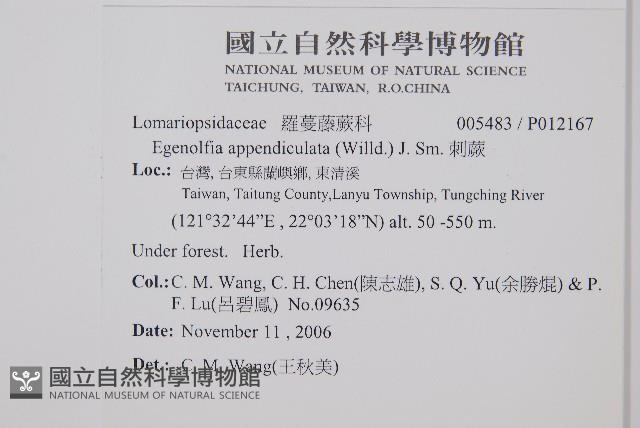 國立自然科學博物館
NATIONAL MUSEUM OF NATURAL SCIENCE
TAICHUNG, TAIWAN, R.O.CHINA
Lomariopsidaceae 羅蔓藤蕨科 005483 / P012167
Egenolfia appendiculata (Willd.) J. Sm. 刺蕨
Loc.: 台灣, 台東縣蘭嶼鄉, 東清溪
Taiwan, Taitung County,Lanyu Township, Tungching River
(121°32'44”E , 22°03'18”N) alt. 50 -550 m.
Under forest. Herb.
Col.: C. M. Wang, C. H. Chen(陳志雄), S. Q. Yu(余勝焜) & P.
F. Lu(呂碧鳳) No.09635
Date: November 11 , 2006
Det.: C. M. Wang(王秋美)
國立自然科學博物館
NATIONAL MUSEUM OF NATURAL SCIENCE